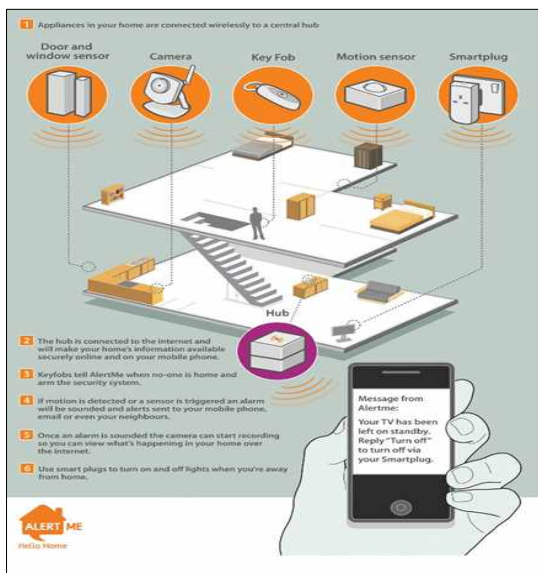 1 Appliances in your home are connected wirelessly to a central hub
Door and
window sensor
Camera
Key Fob
Motion sensor
Smartplug
Hub
2 The hub is connected to the internet and
will make your home's information available
securely online and on your mobile phone.
3 Keyfobs tell AlertMe when no-one is home and
arm the security system.
4 If motion is detected or a sensor is triggered an alarm
will be sounded and alerts sent to your mobile phone,
email or even your neighbours.
5 Once an alarm is sounded the camera can start recording
so you can view what's happening in your home over
the internet.
6 Use smart plugs to turn on and off lights when you're away
from home.
Message from
Alertme:
Your TV has been
left on standby.
Reply "Turn off"
to turn off via
your Smartplug.
ALERT ME
Hello Home